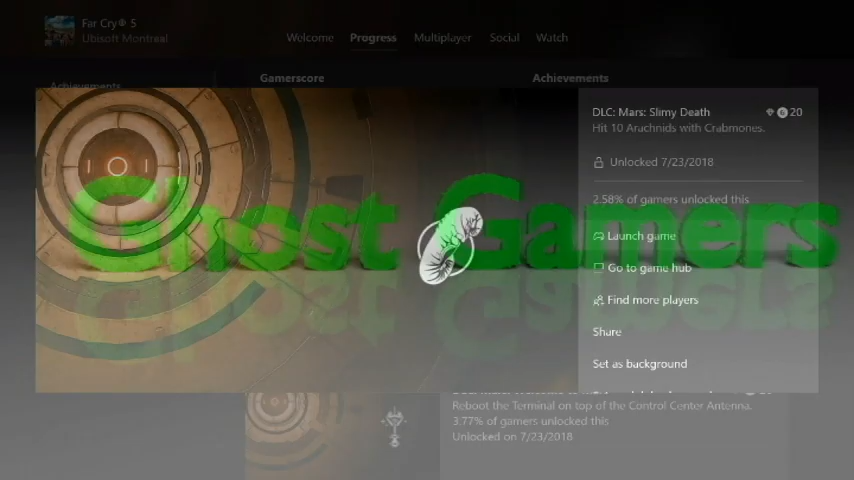 Far Cry® 5
Ubisoft Montreal
Welcome
Progress
Multiplayer
Social
Watch
Achievements
Gamerscore
Achievements
DLC: Mars: Slimy Death
G 20
Hit 10 Arachnids with Crabmones.
Unlocked 7/23/2018
2.58% of gamers unlocked this
Ghost Gamers
Launch game
Go to game hub
Find more players
Share
Set as background
Reboot the Terminal on top of the Control Center Antenna.
3.77% of gamers unlocked this
Unlocked on 7/23/2018